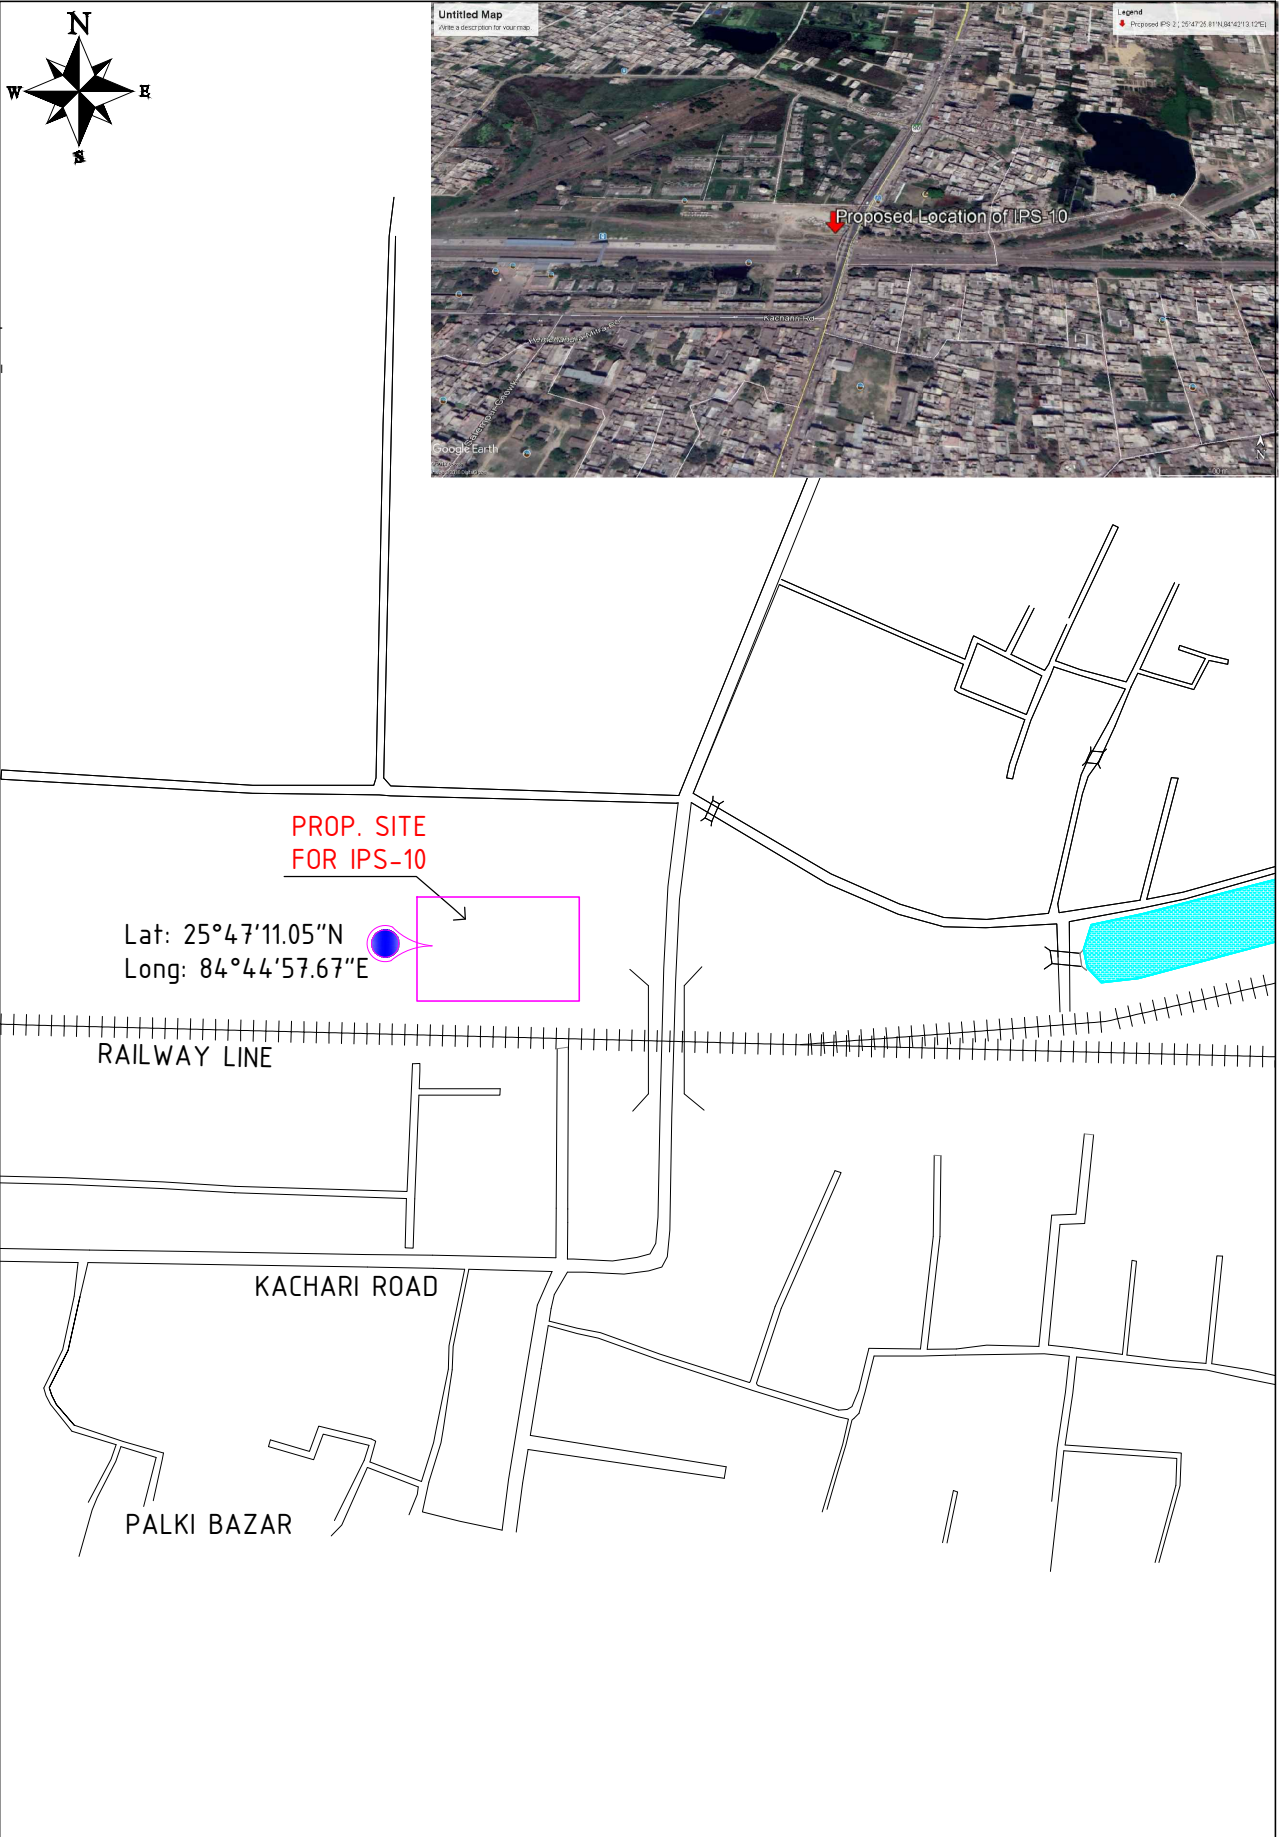 N
W
E
S
Untitled Map
Write a description for your map.
Legend
Proposed Location of IPS-10
Kachahri Rd
Google Earth
N
PROP. SITE
FOR IPS-10
Lat: 25°47'11.05"N
Long: 84°44'57.67"E
RAILWAY LINE
KACHARI ROAD
PALKI BAZAR